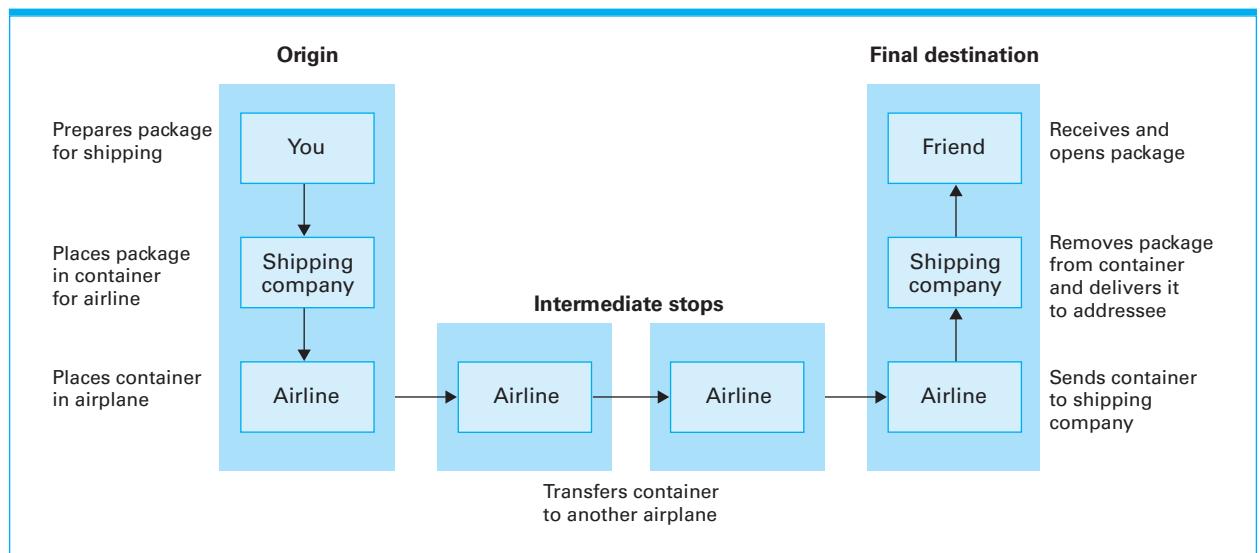 Origin
Final destination
Prepares package
for shipping
You
Friend
Receives and
opens package
Places package
in container
for airline
Shipping
company
Shipping
company
Removes package
from container
and delivers it
to addressee
Intermediate stops
Places container
in airplane
Airline
Airline
Airline
Airline
Sends container
to shipping
company
Transfers container
to another airplane